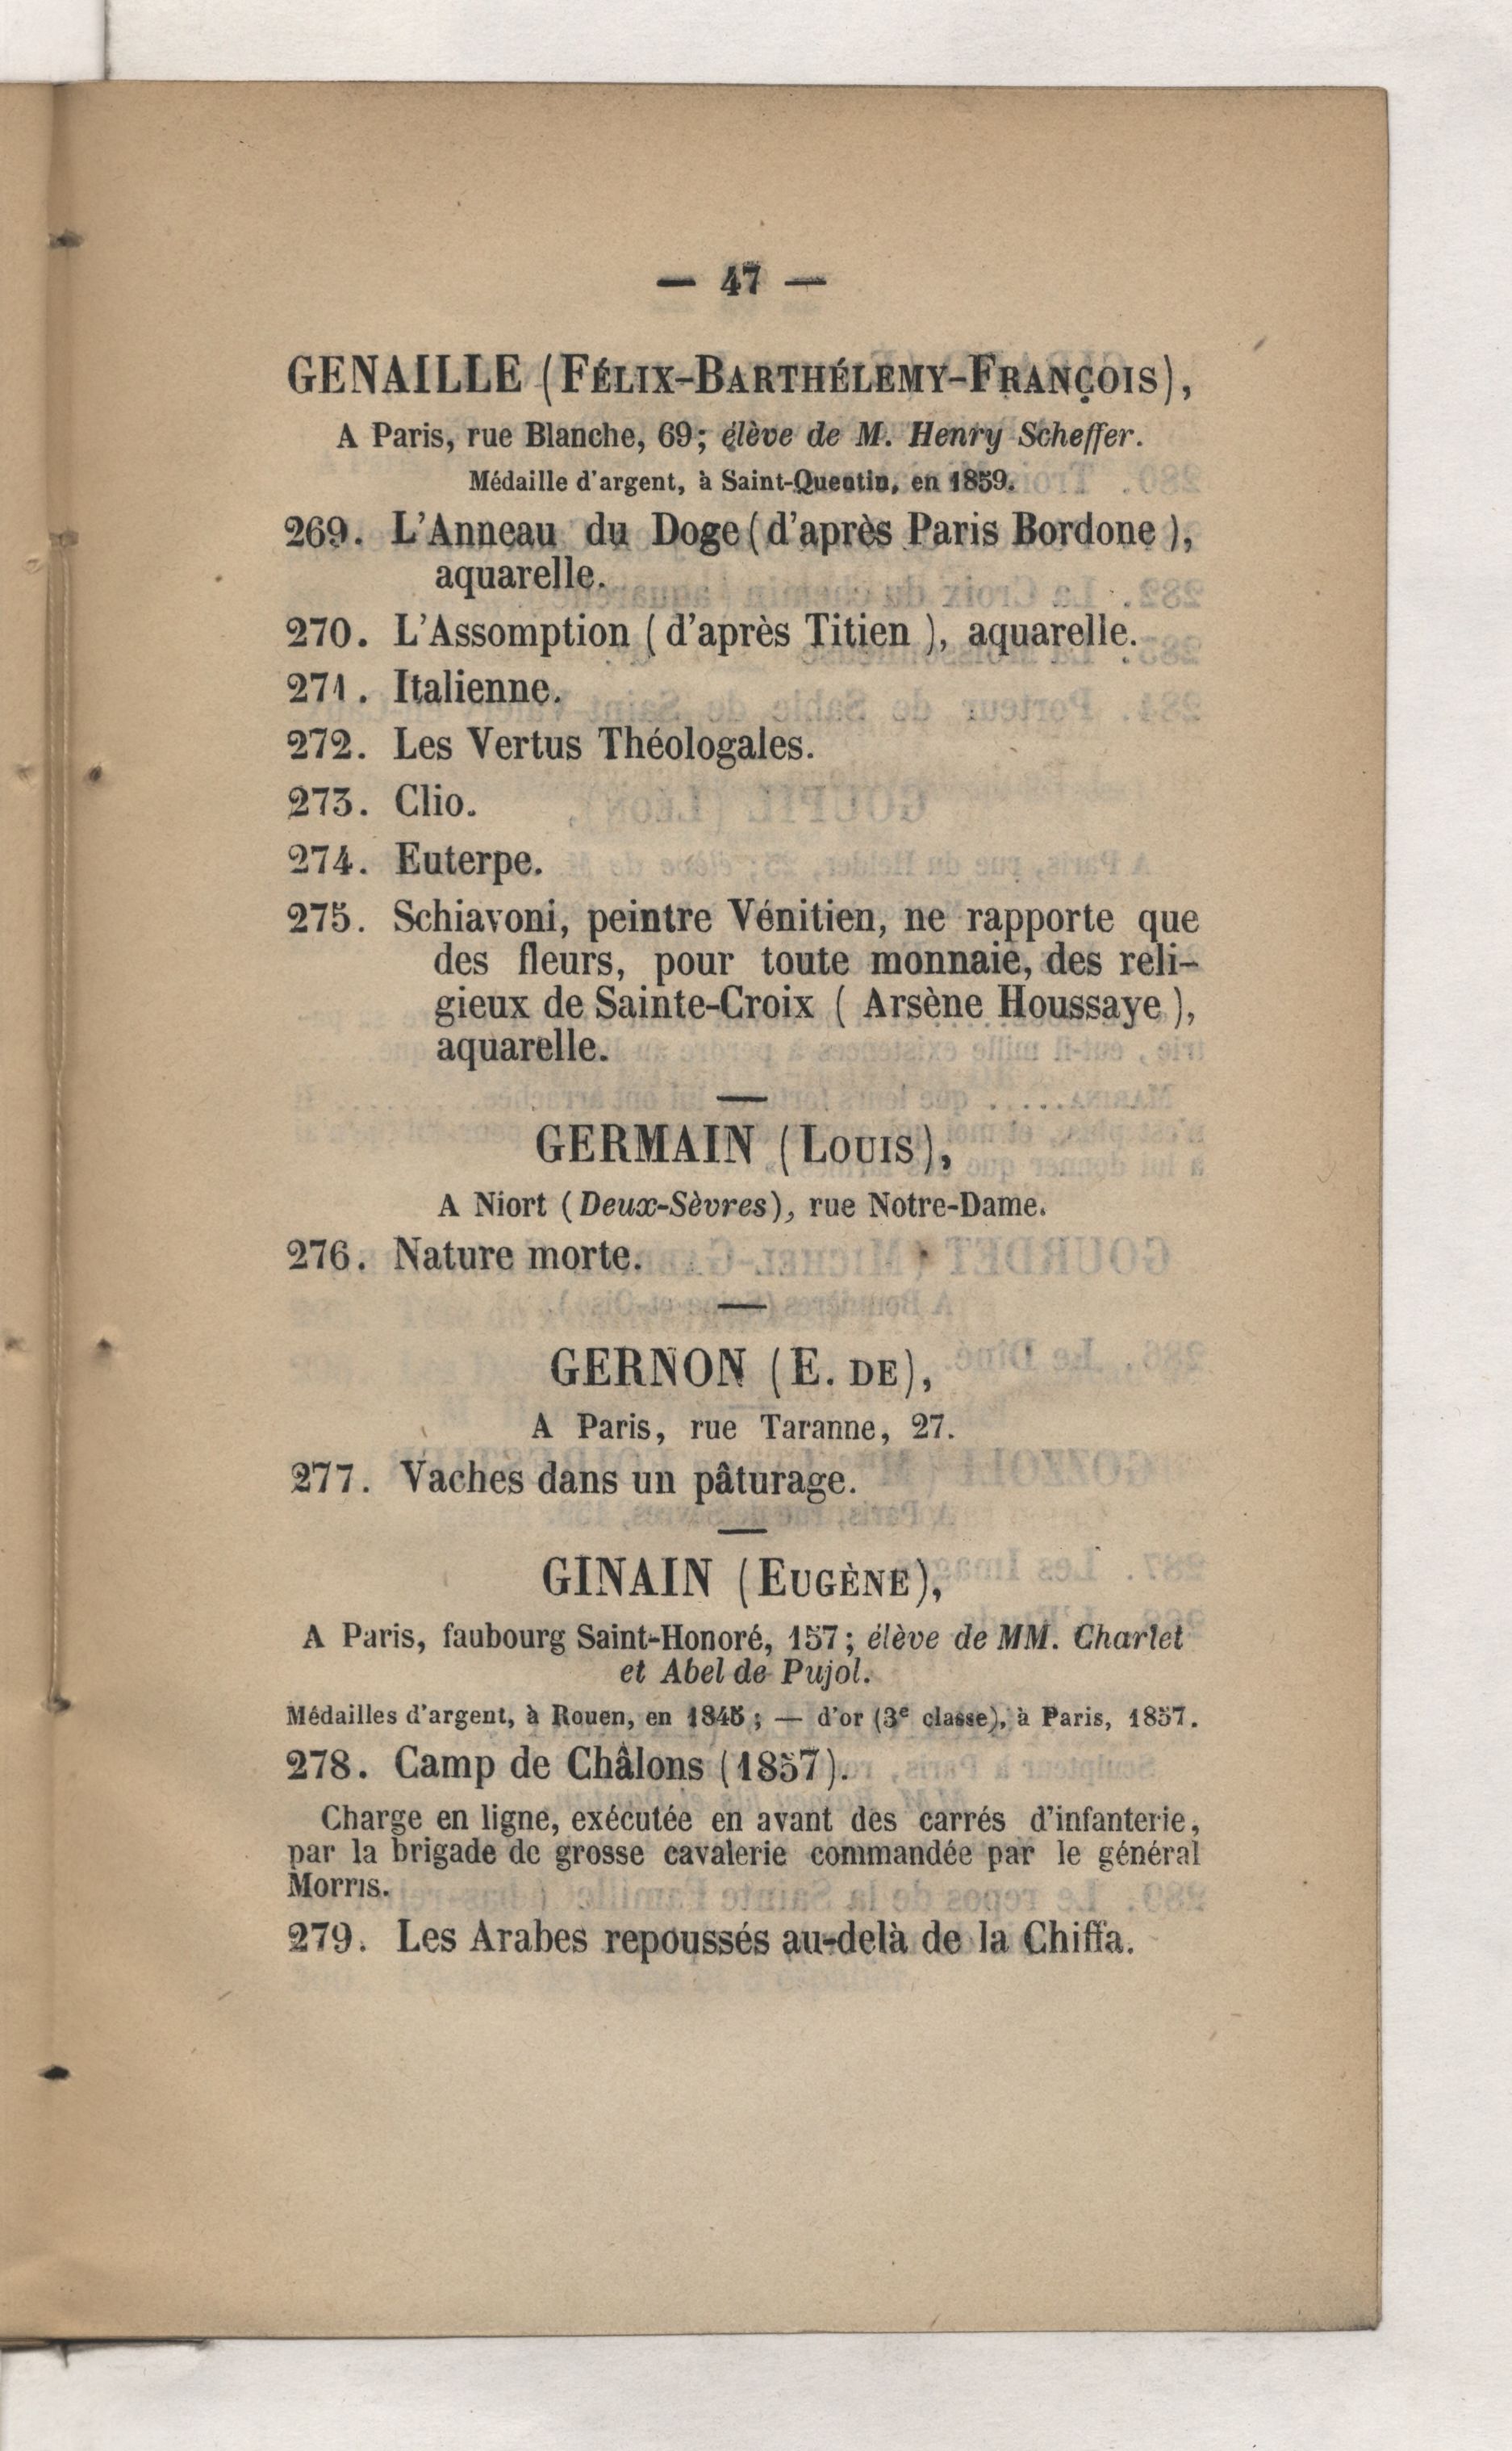 — 47 —
GENAILLE (FÉLIX-BARTHÉLEMY-FRANÇOIS),
A Paris, rue Blanche, 69; élève de M. Henry Scheffer.
Médaille d'argent, à Saint-Quentin, en 1859.
269. L'Anneau du Doge (d'après Paris Bordone),
aquarelle.
270. L'Assomption (d'après Titien), aquarelle.
271. Italienne.
272. Les Vertus Théologales.
273. Clio.
274. Euterpe.
275. Schiavoni, peintre Vénitien, ne rapporte que
des fleurs, pour toute monnaie, des reli-
gieux de Sainte-Croix (Arsène Houssaye),
aquarelle.
GERMAIN (LOUIS),
A Niort (Deux-Sèvres), rue Notre-Dame.
276. Nature morte.
GERNON (E. DE),
A Paris, rue Taranne, 27.
277. Vaches dans un pâturage.
GINAIN (EUGÈNE),
A Paris, faubourg Saint-Honoré, 157; élève de MM. Charlet
et Abel de Pujol.
Médailles d'argent, à Rouen, en 1845; — d'or (3e classe), à Paris, 1857.
278. Camp de Châlons (1857).
Charge en ligne, exécutée en avant des carrés d'infanterie,
par la brigade de grosse cavalerie commandée par le général
Morris.
279. Les Arabes repoussés au-delà de la Chiffa.